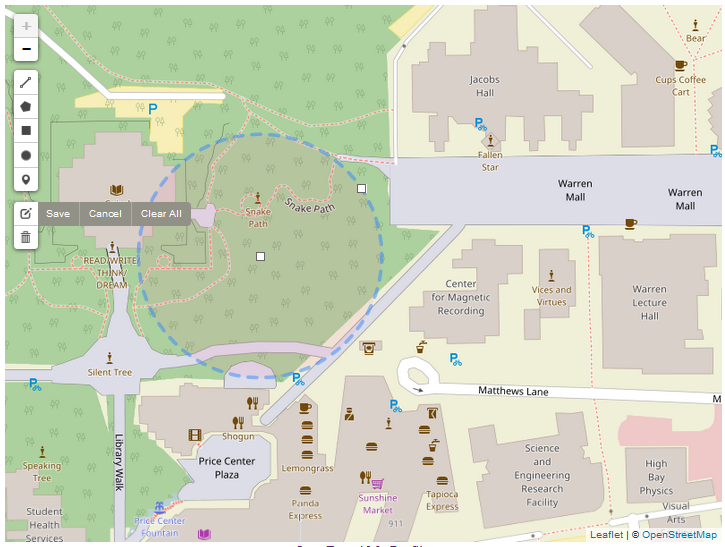 +
−
P
Jacobs
Hall
Bear
Cups Coffee
Cart
Fallen
Star
Warren
Mall
Warren
Mall
Snake
Path
Snake Path
Save
Cancel
Clear All
READ/WRITE
THINK/
DREAM
Center
for Magnetic
Recording
Vices and
Virtues
Warren
Lecture
Hall
Silent Tree
Matthews Lane
M
Library Walk
Shogun
Price Center
Plaza
Lemongrass
Panda
Express
Sunshine
Market
911
Tapioca
Express
Science
and
Engineering
Research
Facility
High
Bay
Physics
Visual
Arts
Speaking
Tree
Student
Health
Services
Price Center
Fountain
Leaflet | © OpenStreetMap